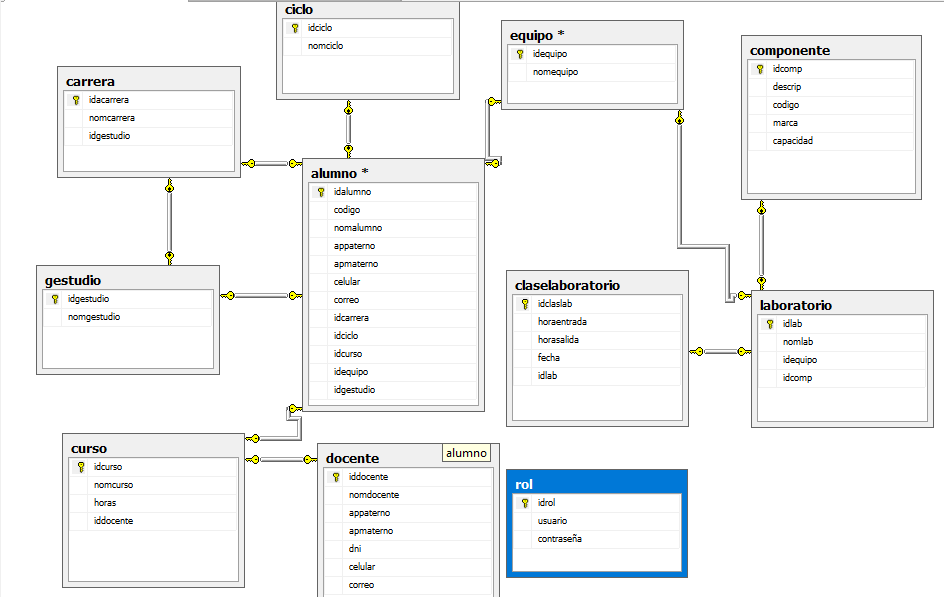 ciclo
idciclo
nomciclo
equipo *
idequipo
nomequipo
componente
idcomp
descrip
codigo
marca
capacidad
carrera
idacarrera
nomcarrera
idgestudio
alumno *
idalumno
codigo
nomalumno
appaterno
apmaterno
celular
correo
idcarrera
idciclo
idcurso
idequipo
idgestudio
gestudio
idgestudio
nomgestudio
claselaboratorio
idclaslab
horaentrada
horasalida
fecha
idlab
laboratorio
idlab
nomlab
idequipo
idcomp
curso
idcurso
nomcurso
horas
iddocente
docente
alumno
iddocente
nomdocente
appaterno
apmaterno
dni
celular
correo
rol
idrol
usuario
contraseña